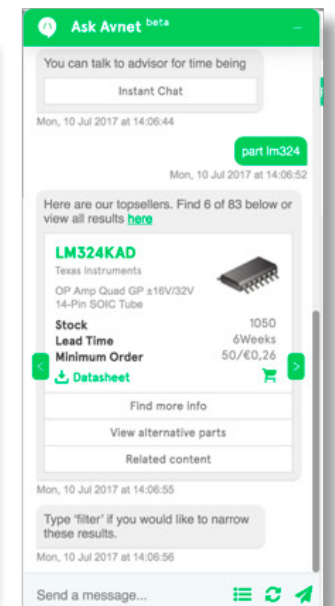 Ask Avnet beta
You can talk to advisor for time being
Instant Chat
Mon, 10 Jul 2017 at 14:06:44
part lm324
Mon, 10 Jul 2017 at 14:06:52
Here are our topsellers. Find 6 of 83 below or
view all results here
LM324KAD
Texas Instruments
OP Amp Quad GP ±16V/32V
14-Pin SOIC Tube
Stock 1050
Lead Time 6Weeks
Minimum Order 50/€0,26
Datasheet
Find more info
View alternative parts
Related content
Mon, 10 Jul 2017 at 14:06:55
Type 'filter' if you would like to narrow
these results.
Mon, 10 Jul 2017 at 14:06:56
Send a message...